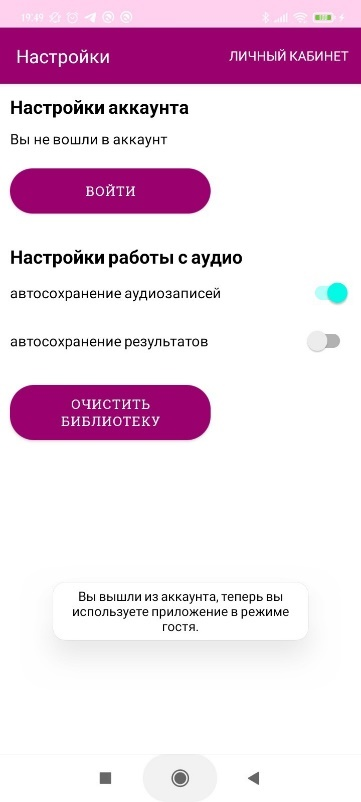 19:49
Настройки
ЛИЧНЫЙ КАБИНЕТ
Настройки аккаунта
Вы не вошли в аккаунт
ВОЙТИ
Настройки работы с аудио
автосохранение аудиозаписей
автосохранение результатов
ОЧИСТИТЬ
БИБЛИОТЕКУ
Вы вышли из аккаунта, теперь вы
используете приложение в режиме
гостя.